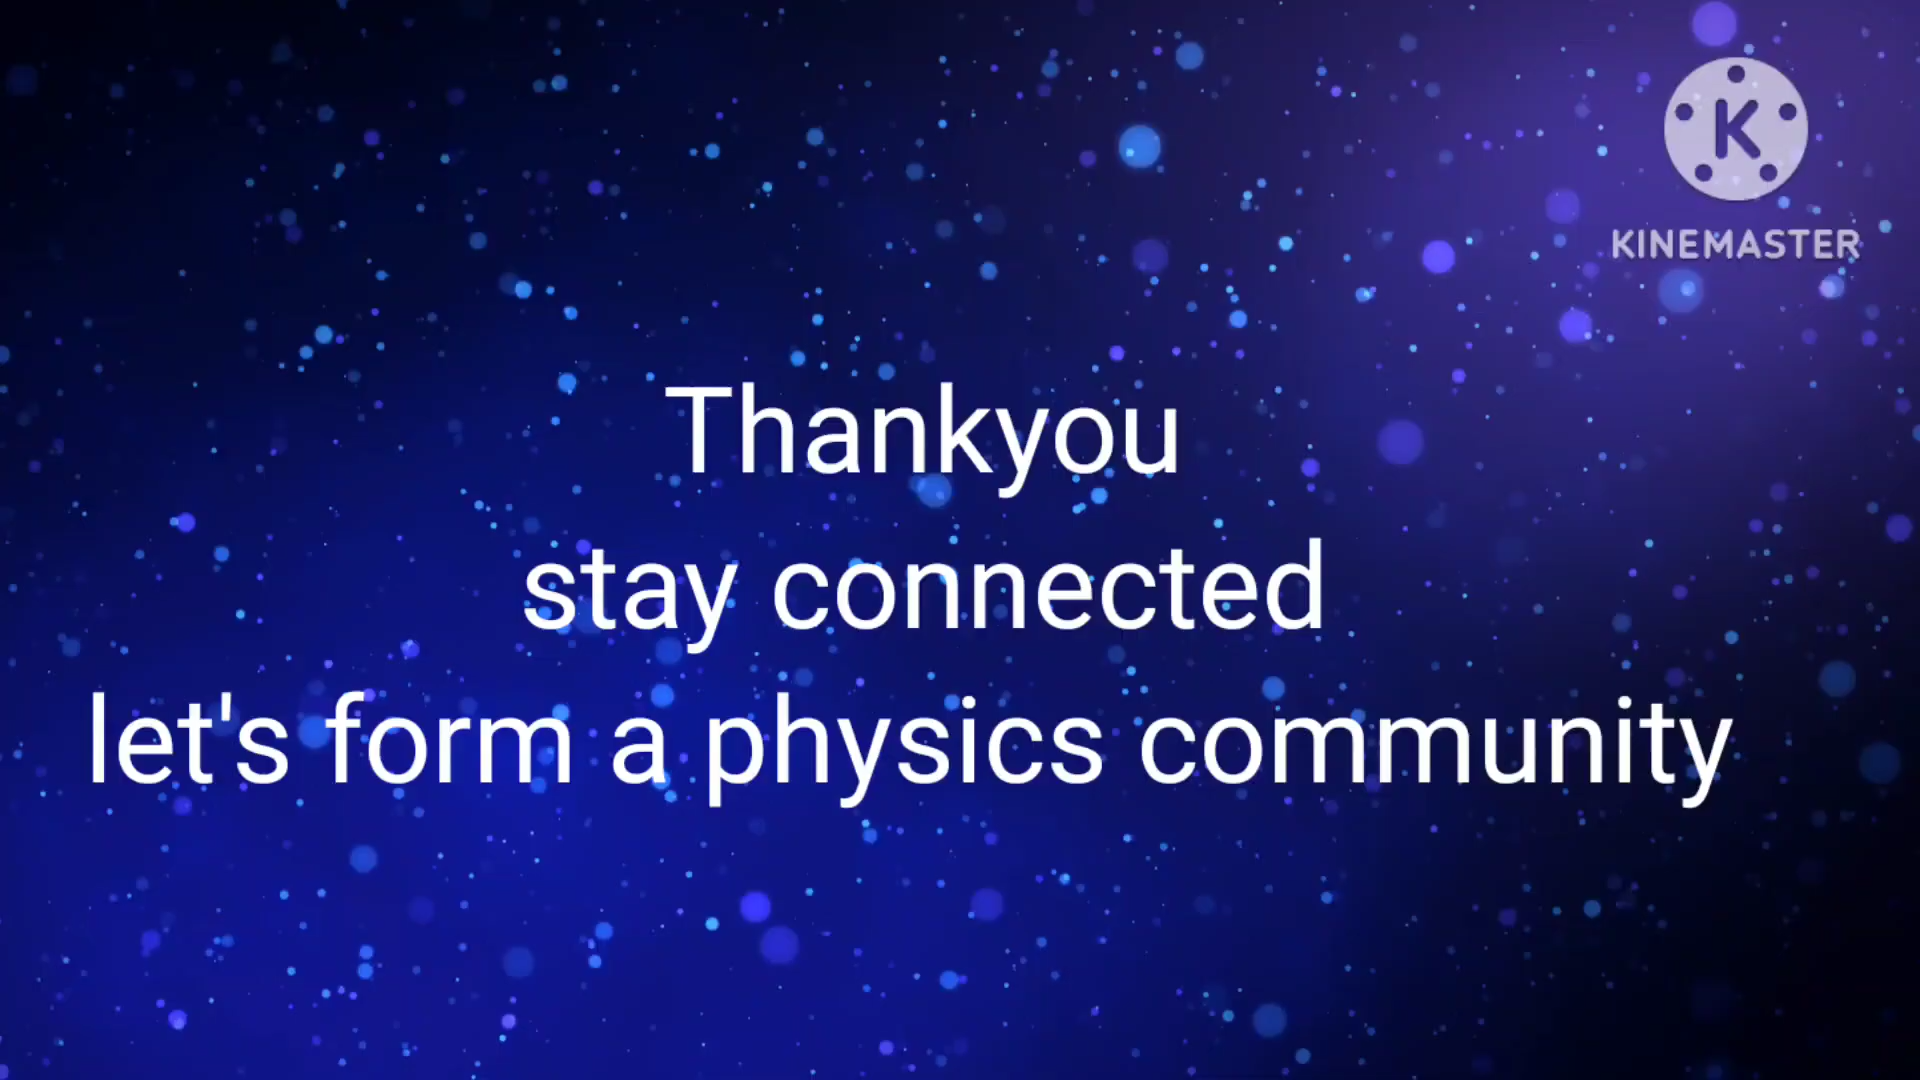 K
KINEMASTER
Thankyou
stay connected
let's form a physics community